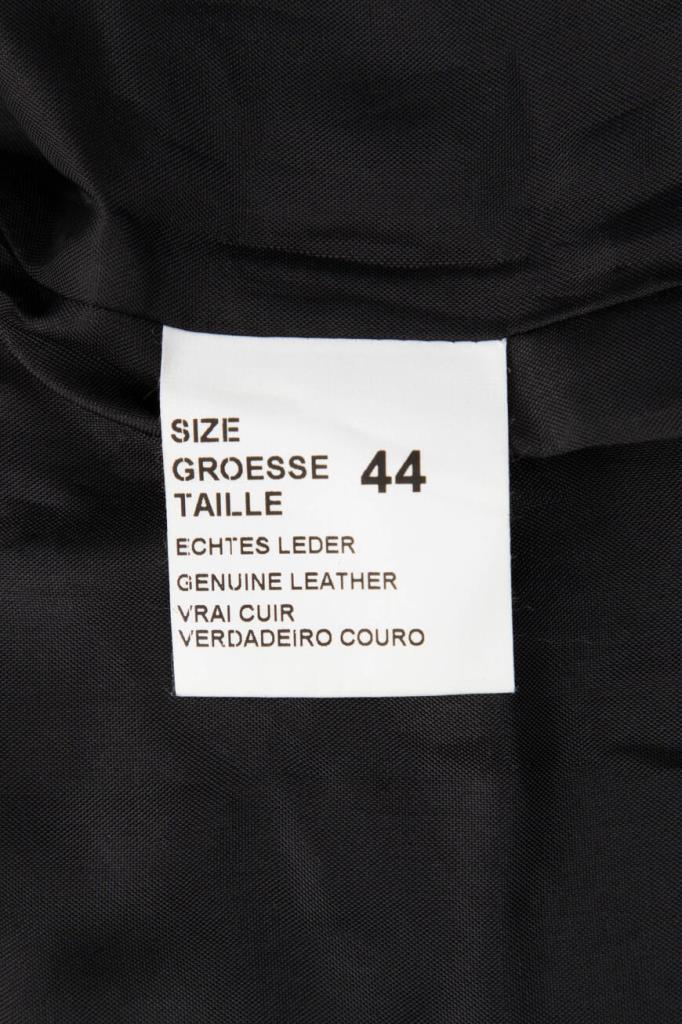 SIZE
GROESSE 44
TAILLE
ECHTES LEDER
GENUINE LEATHER
VRAI CUIR
VERDADEIRO COURO